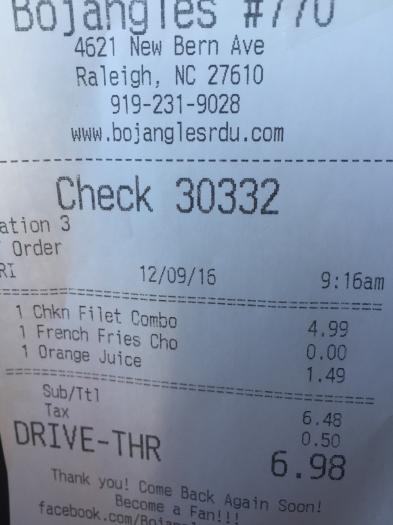 Bojangles #770
4621 New Bern Ave
Raleigh, NC 27610
919-231-9028
www.bojanglesrdu.com
Check 30332
ation 3
Order
RI 12/09/16 9:16am
1 Chkn Filet Combo 4.99
1 French Fries Cho 0.00
1 Orange Juice 1.49
Sub/Ttl 6.48
Tax 0.50
DRIVE-THR 6.98
Thank you! Come Back Again Soon!
Become a Fan!!!
facebook.com/Bojang